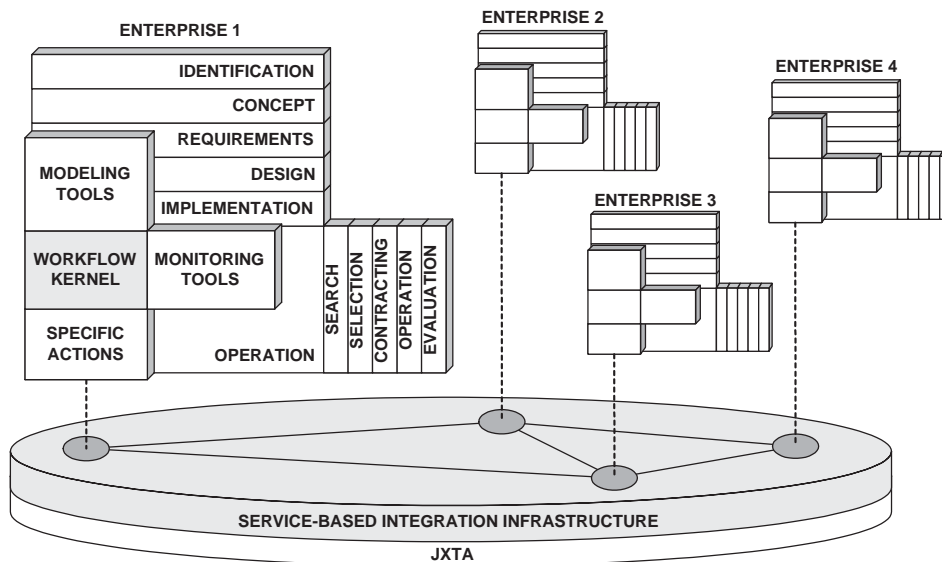 ENTERPRISE 1
ENTERPRISE 2
ENTERPRISE 4
ENTERPRISE 3
IDENTIFICATION
CONCEPT
REQUIREMENTS
DESIGN
IMPLEMENTATION
MODELING
TOOLS
WORKFLOW
KERNEL
MONITORING
TOOLS
SPECIFIC
ACTIONS
OPERATION
SEARCH
SELECTION
CONTRACTING
OPERATION
EVALUATION
SERVICE-BASED INTEGRATION INFRASTRUCTURE
JXTA